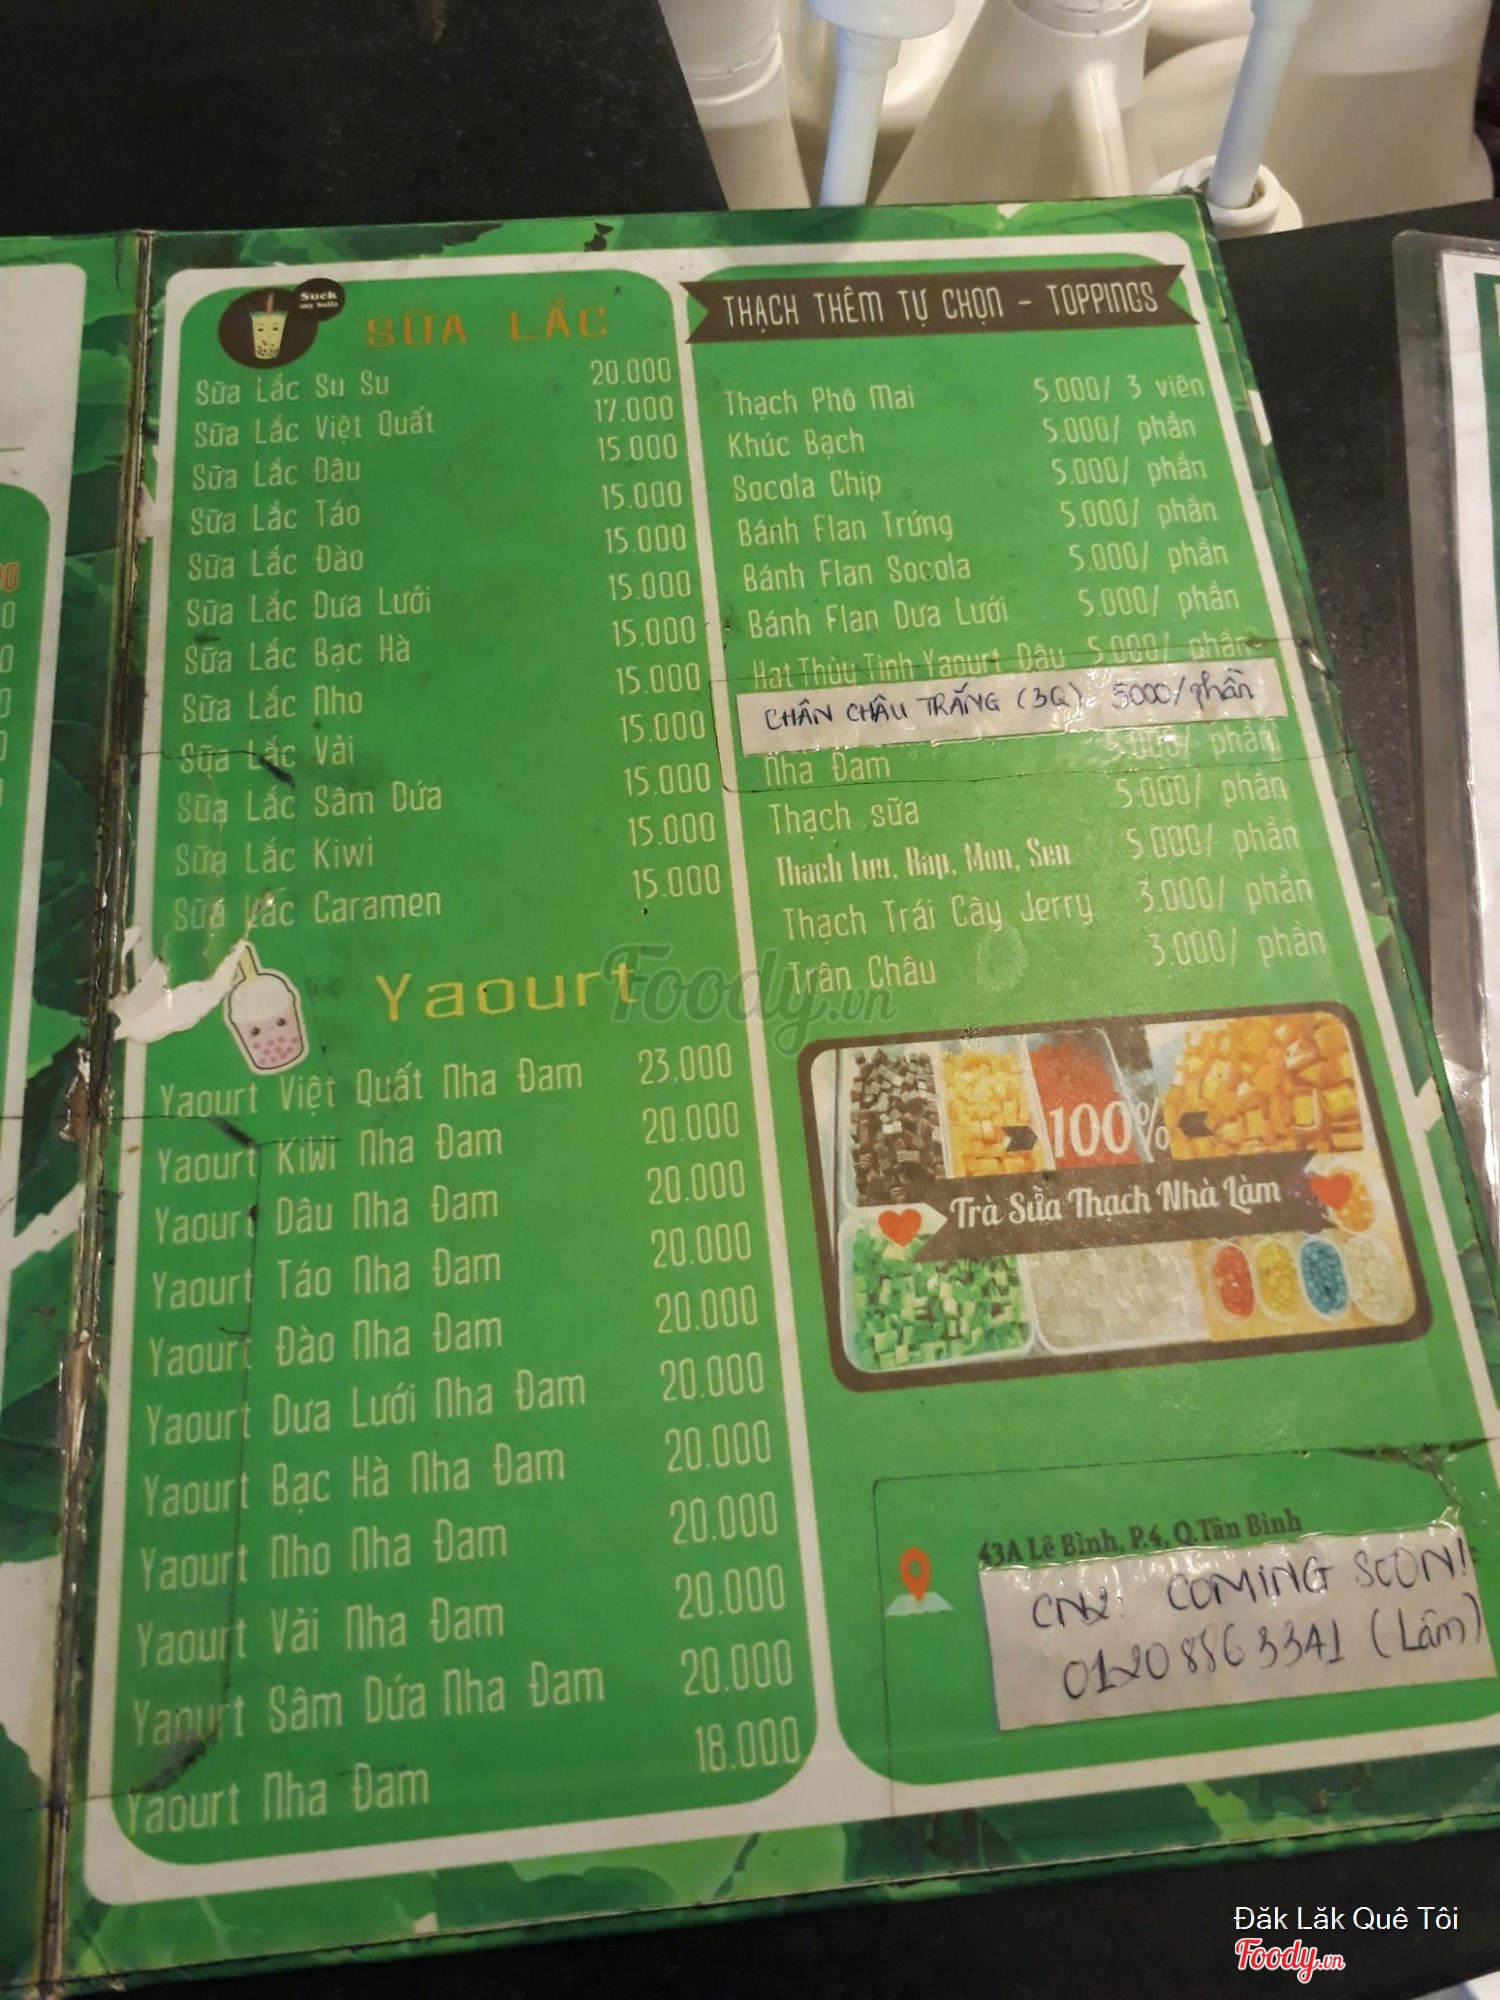 Suck
my balls
SỮA LẮC
Sữa Lắc Su Su 20.000
Sữa Lắc Việt Quất 17.000
Sữa Lắc Dâu 15.000
Sữa Lắc Táo 15.000
Sữa Lắc Đào 15.000
Sữa Lắc Dưa Lưới 15.000
Sữa Lắc Bạc Hà 15.000
Sữa Lắc Nho 15.000
Sữa Lắc Vải 15.000
Sữa Lắc Sâm Dứa 15.000
Sữa Lắc Kiwi 15.000
Sữa Lắc Caramen 15.000
Yaourt
Yaourt Việt Quất Nha Đam 23.000
Yaourt KiWi Nha Đam 20.000
Yaourt Dâu Nha Đam 20.000
Yaourt Táo Nha Đam 20.000
Yaourt Đào Nha Đam 20.000
Yaourt Dưa Lưới Nha Đam 20.000
Yaourt Bạc Hà Nha Đam 20.000
Yaourt Nho Nha Đam 20.000
Yaourt Vải Nha Đam 20.000
Yaourt Sâm Dứa Nha Đam 20.000
Yaourt Nha Đam 18.000
THẠCH THÊM TỰ CHỌN - TOPPINGS
Thạch Phô Mai 5.000/ 3 viên
Khúc Bạch 5.000/ phần
Socola Chip 5.000/ phần
Bánh Flan Trứng 5.000/ phần
Bánh Flan Socola 5.000/ phần
Bánh Flan Dưa Lưới 5.000/ phần
Hạt Thủy Tinh Yaourt Dâu 5.000/ phần
CHÂN CHÂU TRẮNG (3Q) 5000/phần
Nha Đam 5.000/ phần
Thạch sữa 5.000/ phần
Thạch Lựu, Bắp, Môn, Sen 5.000/ phần
Thạch Trái Cây Jerry 3.000/ phần
Trân Châu 3.000/ phần
100%
Trà Sữa Thạch Nhà Làm
43A Lê Bình, P.4, Q.Tân Bình
CN2: COMING SOON!
01208863341 (Lâm)
Foody.vn
Đăk Lăk Quê Tôi
Foody.vn